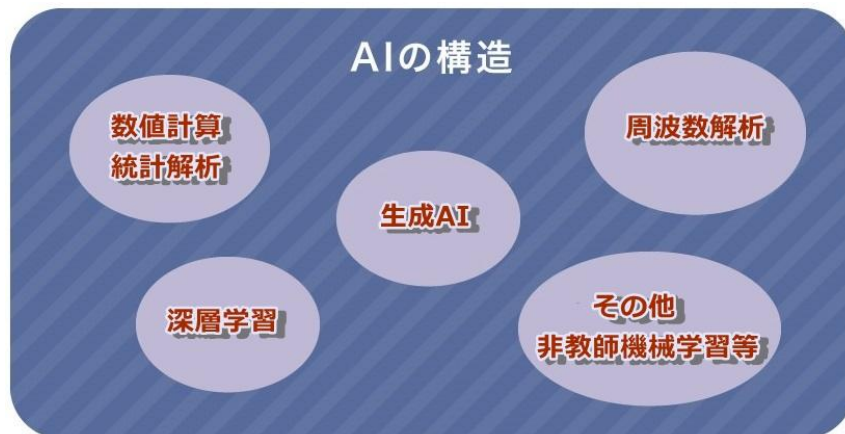 AIの構造
数値計算
統計解析
周波数解析
生成AI
深層学習
その他
非教師機械学習等